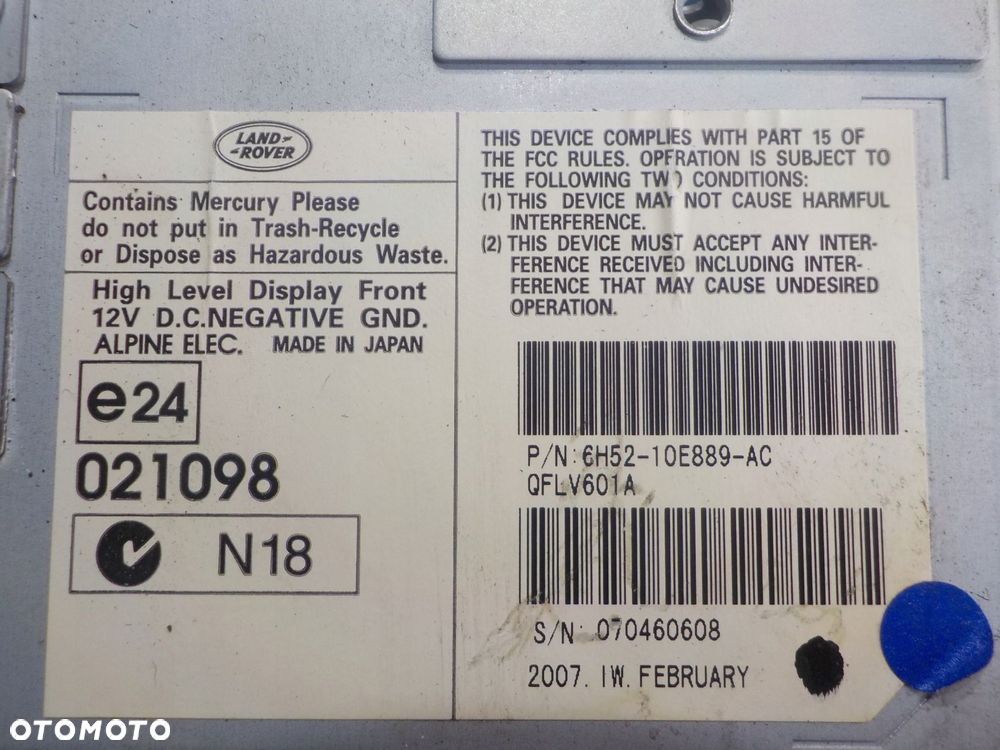 LAND-
-ROVER
Contains Mercury Please
do not put in Trash-Recycle
or Dispose as Hazardous Waste.
High Level Display Front
12V D.C.NEGATIVE GND.
ALPINE ELEC. MADE IN JAPAN
e24
021098
N18
THIS DEVICE COMPLIES WITH PART 15 OF
THE FCC RULES. OPERATION IS SUBJECT TO
THE FOLLOWING TWO CONDITIONS:
(1) THIS DEVICE MAY NOT CAUSE HARMFUL
INTERFERENCE.
(2) THIS DEVICE MUST ACCEPT ANY INTER-
FERENCE RECEIVED INCLUDING INTER-
FERENCE THAT MAY CAUSE UNDESIRED
OPERATION.
P/N: 6H52-10E889-AC
QFLV601A
S/N: 070460608
2007. 1W. FEBRUARY
OTOMOTO